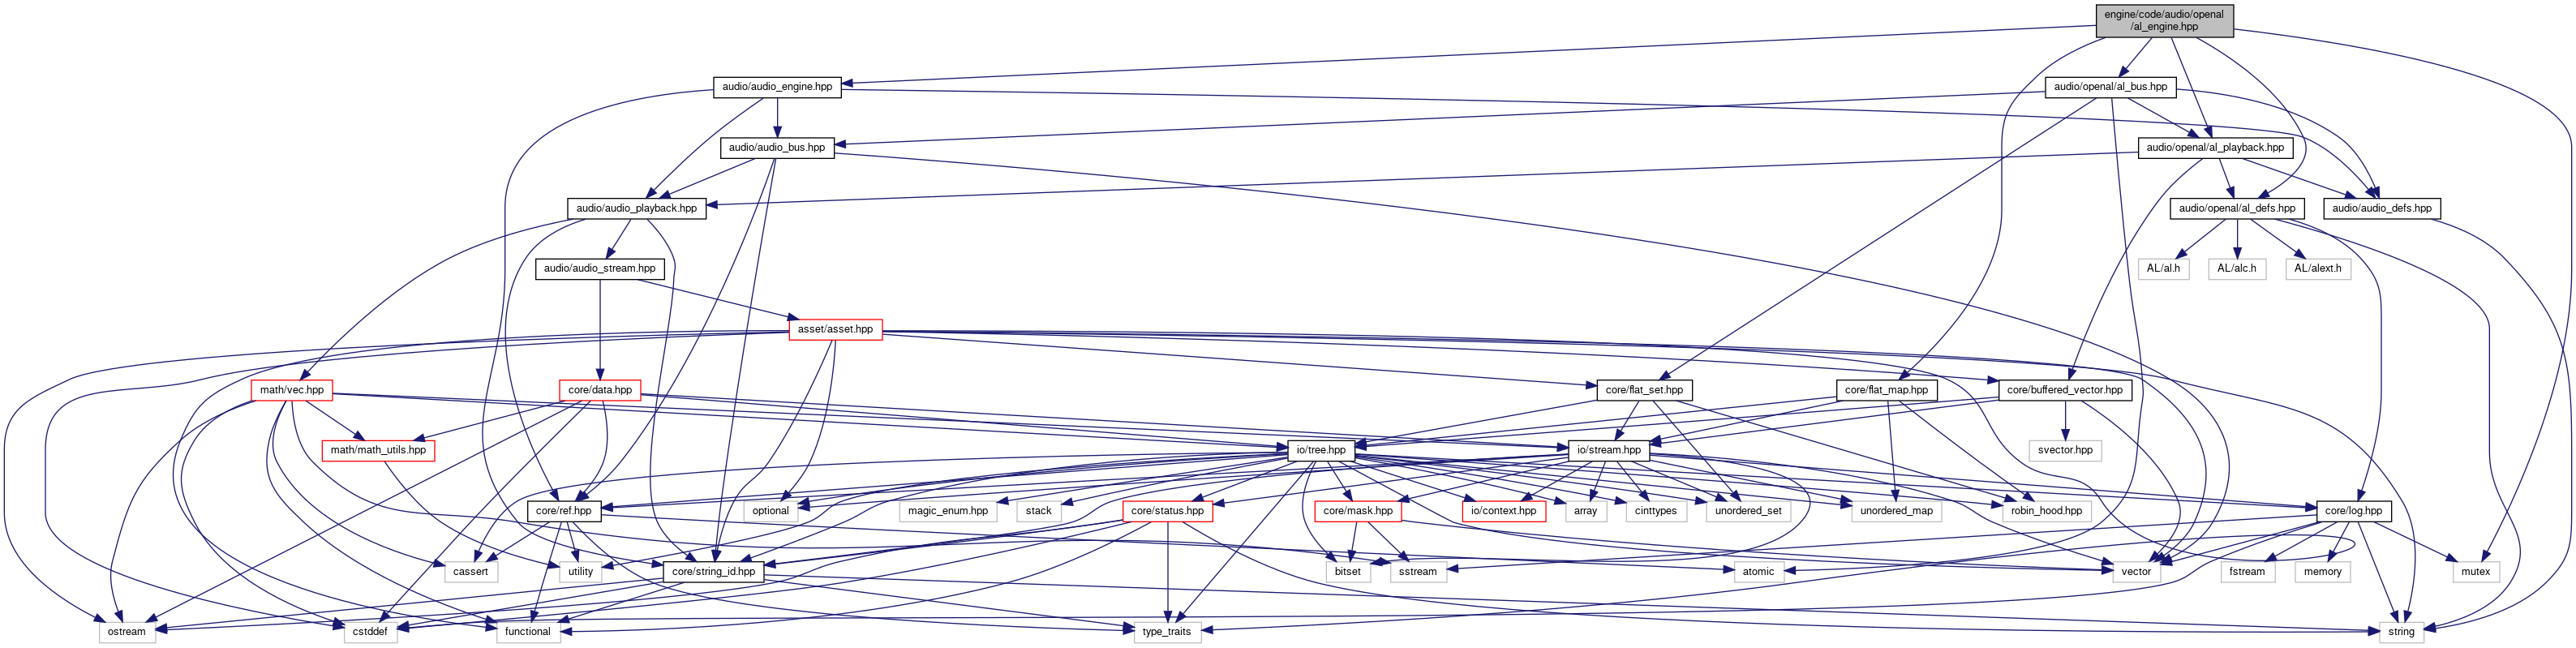 engine/code/audio/openal
/al_engine.hpp
audio/audio_engine.hpp
audio/openal/al_bus.hpp
audio/audio_bus.hpp
audio/openal/al_playback.hpp
audio/audio_playback.hpp
audio/openal/al_defs.hpp
audio/audio_defs.hpp
audio/audio_stream.hpp
AL/al.h
AL/alc.h
AL/alext.h
asset/asset.hpp
math/vec.hpp
core/data.hpp
core/flat_set.hpp
core/flat_map.hpp
core/buffered_vector.hpp
math/math_utils.hpp
io/tree.hpp
io/stream.hpp
svector.hpp
core/ref.hpp
optional
magic_enum.hpp
stack
core/status.hpp
core/mask.hpp
io/context.hpp
array
cinttypes
unordered_set
unordered_map
robin_hood.hpp
core/log.hpp
cassert
utility
core/string_id.hpp
bitset
sstream
atomic
vector
fstream
memory
mutex
ostream
cstddef
functional
type_traits
string